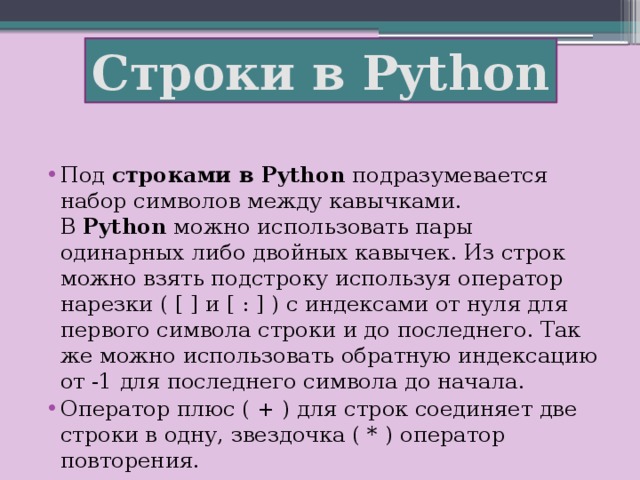 Строки в Python
• Под строками в Python подразумевается
набор символов между кавычками.
В Python можно использовать пары
одинарных либо двойных кавычек. Из строк
можно взять подстроку используя оператор
нарезки ( [ ] и [ : ] ) с индексами от нуля для
первого символа строки и до последнего. Так
же можно использовать обратную индексацию
от -1 для последнего символа до начала.
• Оператор плюс ( + ) для строк соединяет две
строки в одну, звездочка ( * ) оператор
повторения.